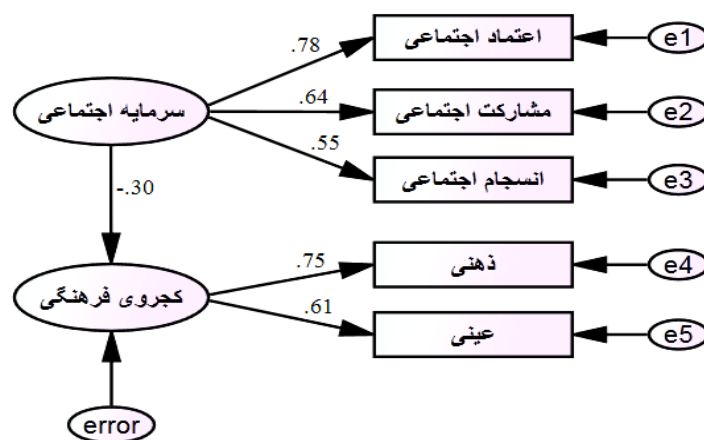 .78
اعتماد اجتماعی
e1
سرمایه اجتماعی
.64
مشارکت اجتماعی
e2
.55
انسجام اجتماعی
e3
-.30
کجروی فرهنگی
.75
ذهنی
e4
.61
عینی
e5
error